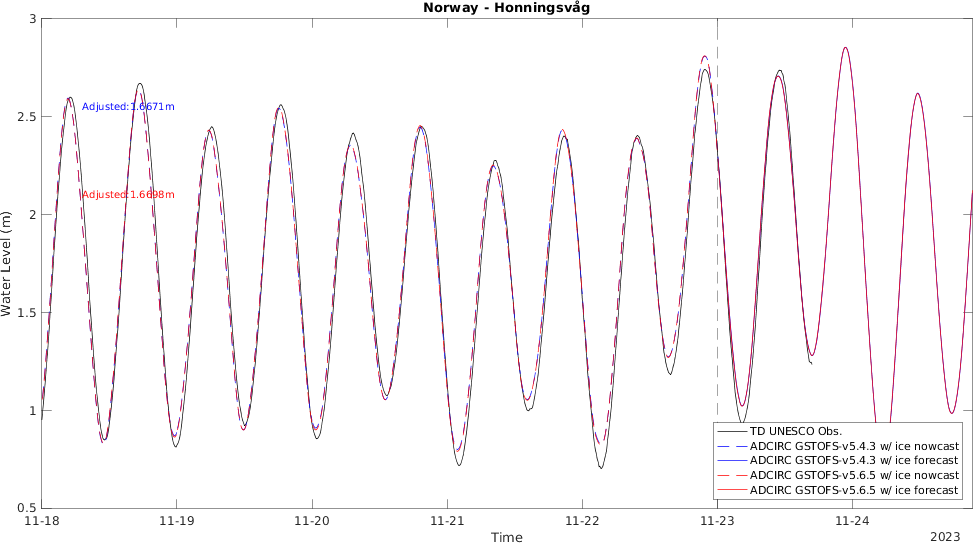 Norway - Honningsvåg
3
2.5
2
1.5
1
0.5
Water Level (m)
Adjusted:1.6671m
Adjusted:1.6698m
TD UNESCO Obs.
ADCIRC GSTOFS-v5.4.3 w/ ice nowcast
ADCIRC GSTOFS-v5.4.3 w/ ice forecast
ADCIRC GSTOFS-v5.6.5 w/ ice nowcast
ADCIRC GSTOFS-v5.6.5 w/ ice forecast
11-18 11-19 11-20 11-21 11-22 11-23 11-24
Time
2023